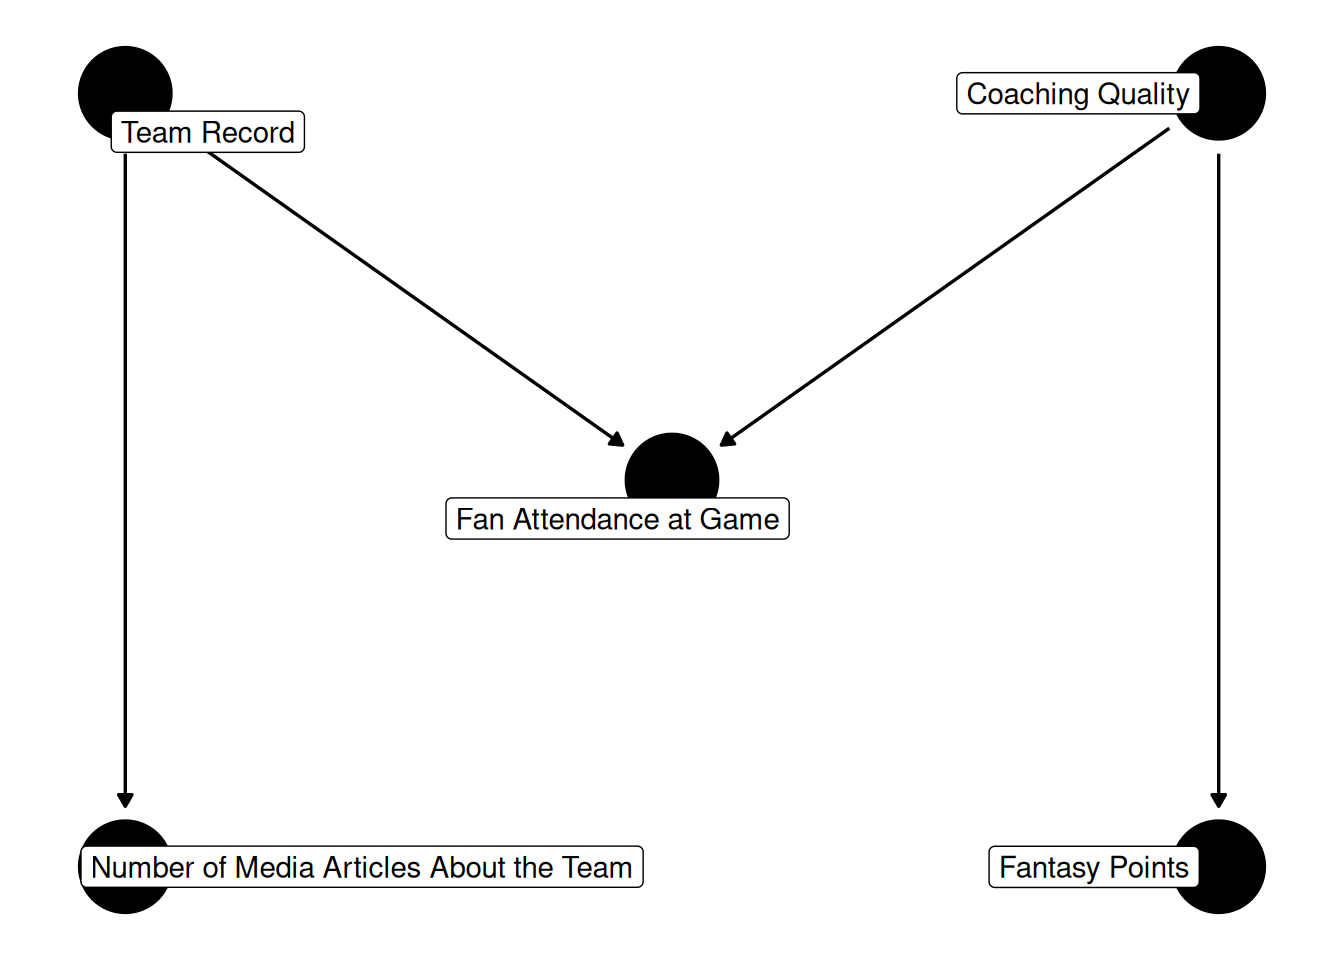 Coaching Quality
Team Record
Fan Attendance at Game
Number of Media Articles About the Team
Fantasy Points